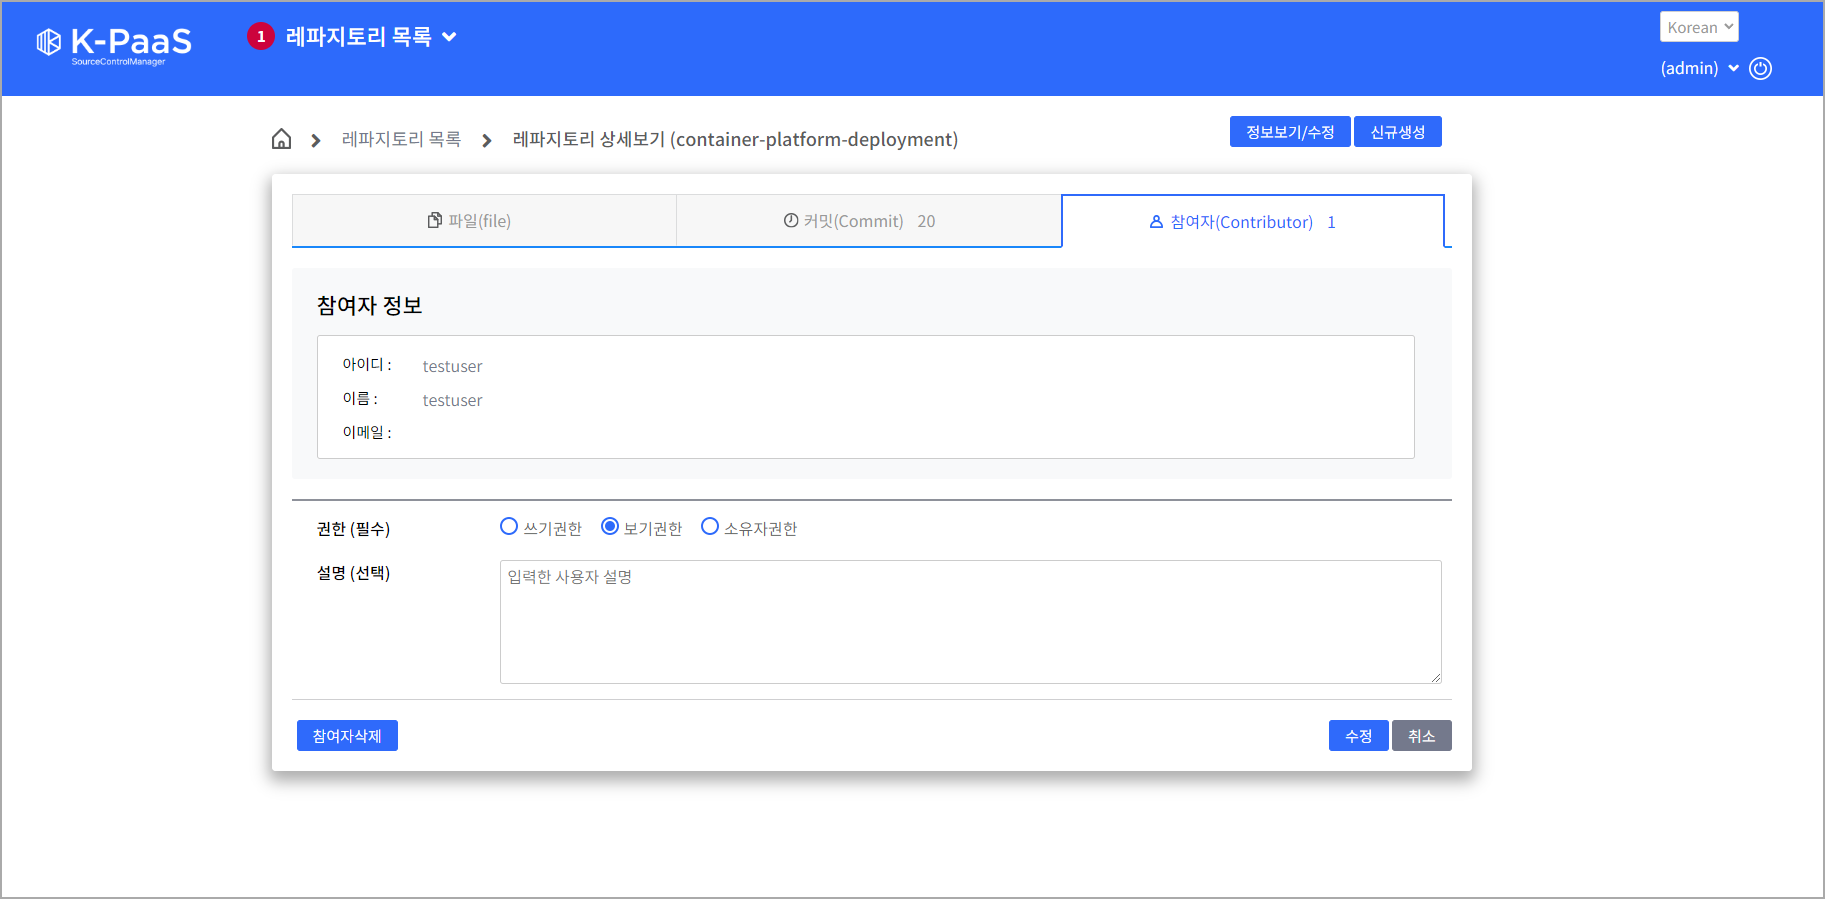 K-PaaS
SourceControlManager
1 레파지토리 목록
Korean
(admin)
레파지토리 목록 레파지토리 상세보기 (container-platform-deployment)
정보보기/수정 신규생성
파일(file) 커밋(Commit) 20 참여자(Contributor) 1
참여자 정보
아이디 : testuser
이름 : testuser
이메일 :
권한 (필수) 쓰기권한 보기권한 소유자권한
설명 (선택) 입력한 사용자 설명
참여자삭제 수정 취소